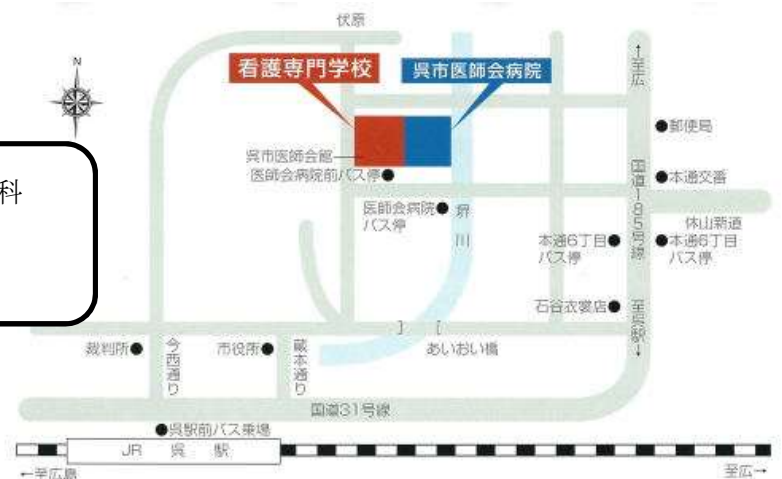 伏原
N
看護専門学校
呉市医師会病院
←至広
郵便局
呉市医師会館
医師会病院前バス停
国道185号線
本通交番
科
医師会病院
バス停
堺川
休山新道
本通6丁目
バス停
本通6丁目
バス停
石谷衣裳店
至呉駅→
裁判所
今西通り
市役所
蔵本通り
あいおい橋
国道31号線
呉駅前バス乗場
JR 呉駅
←至広島
至広→